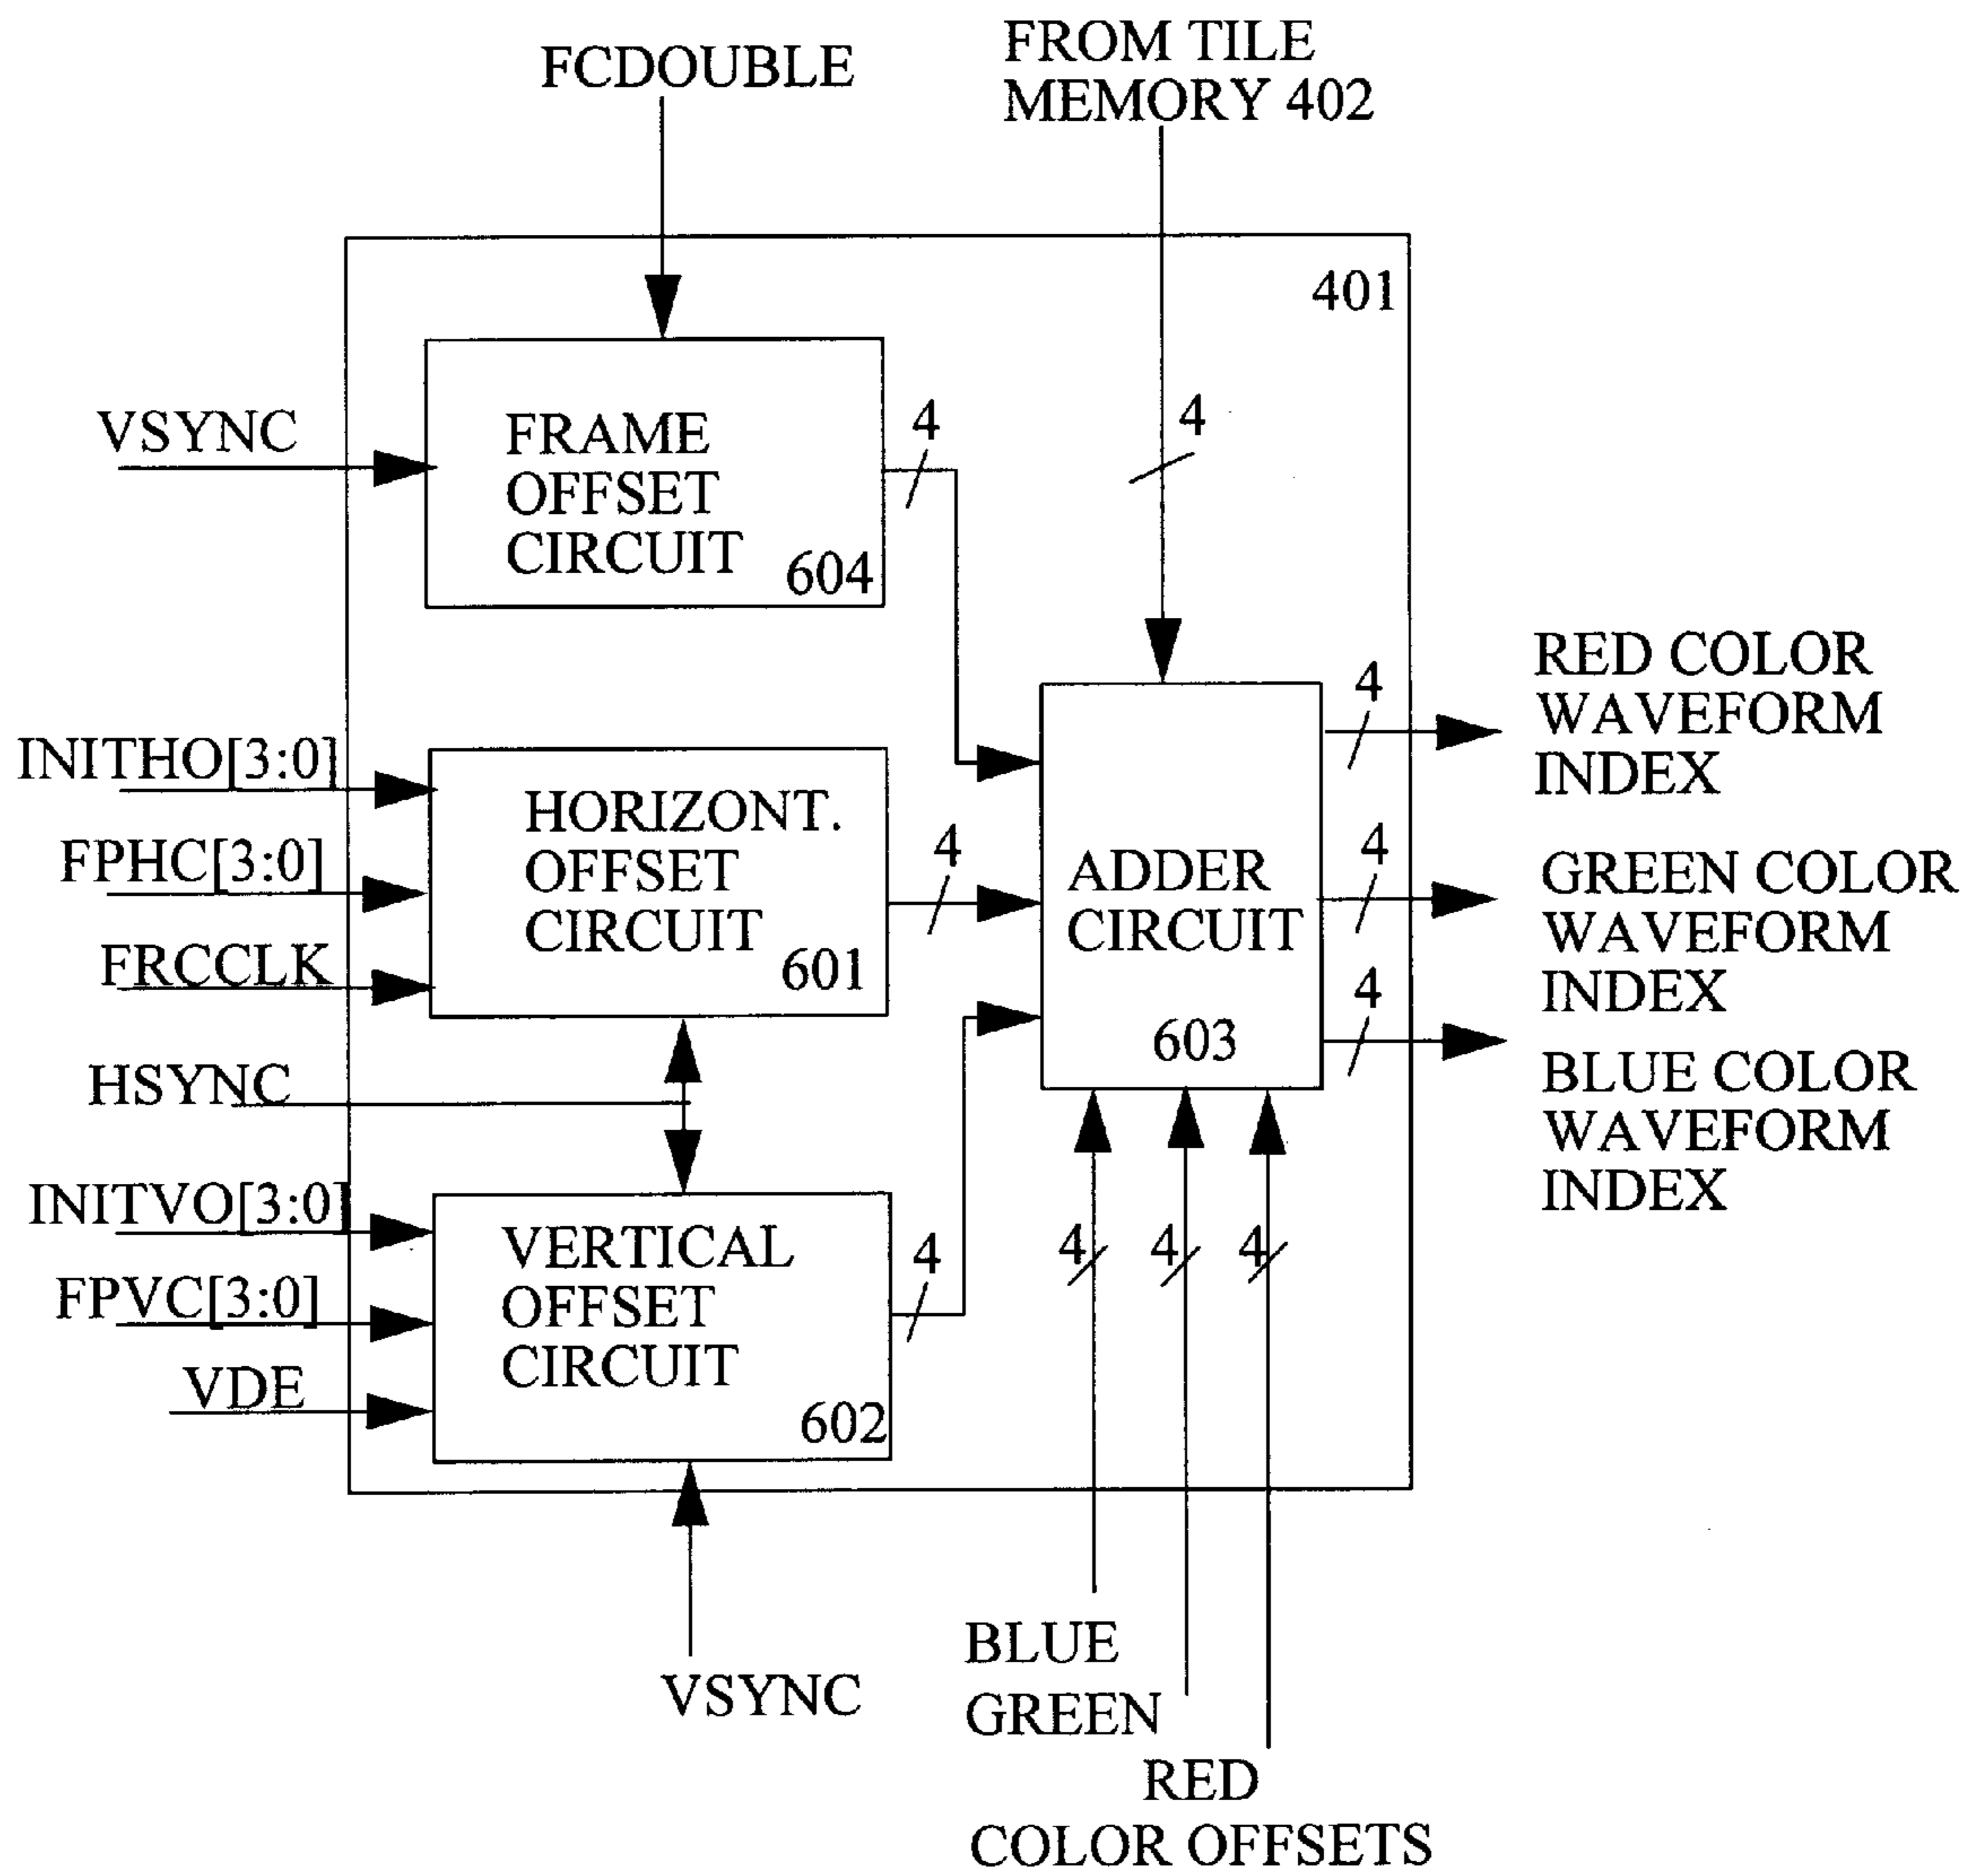 FCDOUBLE
FROM TILE
MEMORY 402
401
VSYNC
FRAME
OFFSET
CIRCUIT
604
4
4
INITHO[3:0]
FPHC[3:0]
FRCCLK
HORIZONT.
OFFSET
CIRCUIT
601
4
ADDER
CIRCUIT
603
4
RED COLOR
WAVEFORM
INDEX
4
GREEN COLOR
WAVEFORM
INDEX
4
BLUE COLOR
WAVEFORM
INDEX
HSYNC
INITVO[3:0]
FPVC[3:0]
VDE
VERTICAL
OFFSET
CIRCUIT
602
4
4
4
4
VSYNC
BLUE
GREEN
RED
COLOR OFFSETS